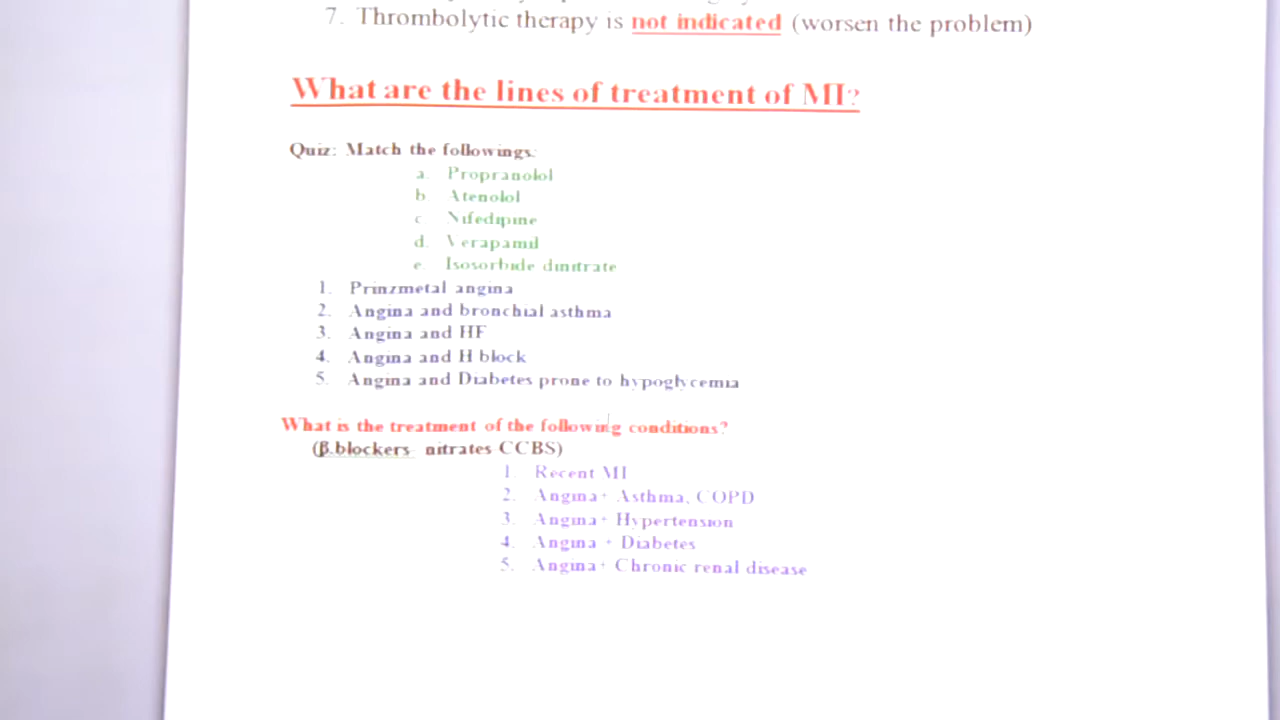 7. Thrombolytic therapy is not indicated (worsen the problem)
What are the lines of treatment of MI?
Quiz: Match the followings:
a. Propranolol
b. Atenolol
c. Nifedipine
d. Verapamil
e. Isosorbide dinitrate
1. Prinzmetal angina
2. Angina and bronchial asthma
3. Angina and HF
4. Angina and H block
5. Angina and Diabetes prone to hypoglycemia
What is the treatment of the following conditions?
(β.blockers nitrates CCBS)
1. Recent MI
2. Angina+ Asthma, COPD
3. Angina+ Hypertension
4. Angina + Diabetes
5. Angina+ Chronic renal disease